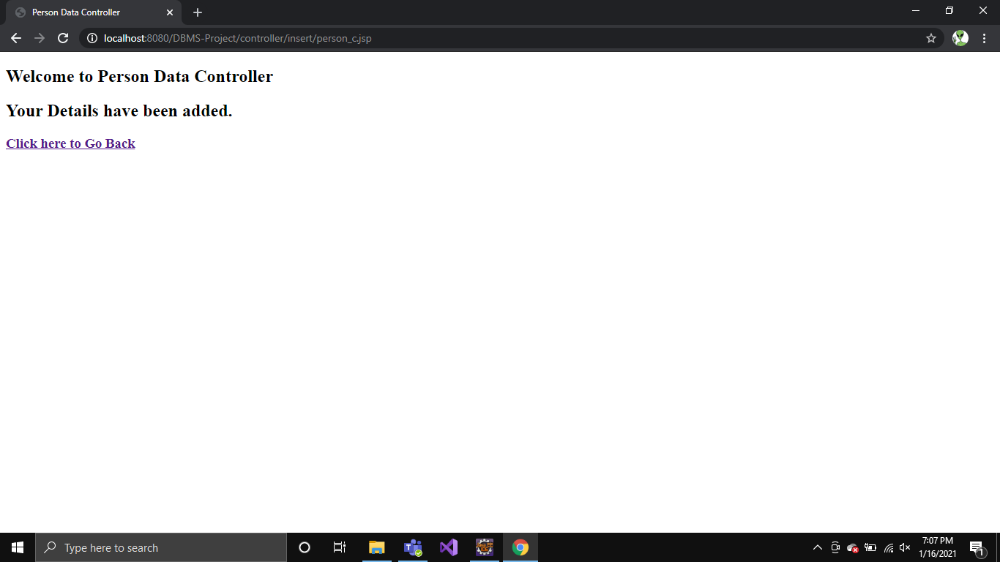 Person Data Controller
localhost:8080/DBMS-Project/controller/insert/person_c.jsp
Welcome to Person Data Controller
Your Details have been added.
Click here to Go Back
Type here to search
7:07 PM
1/16/2021
1